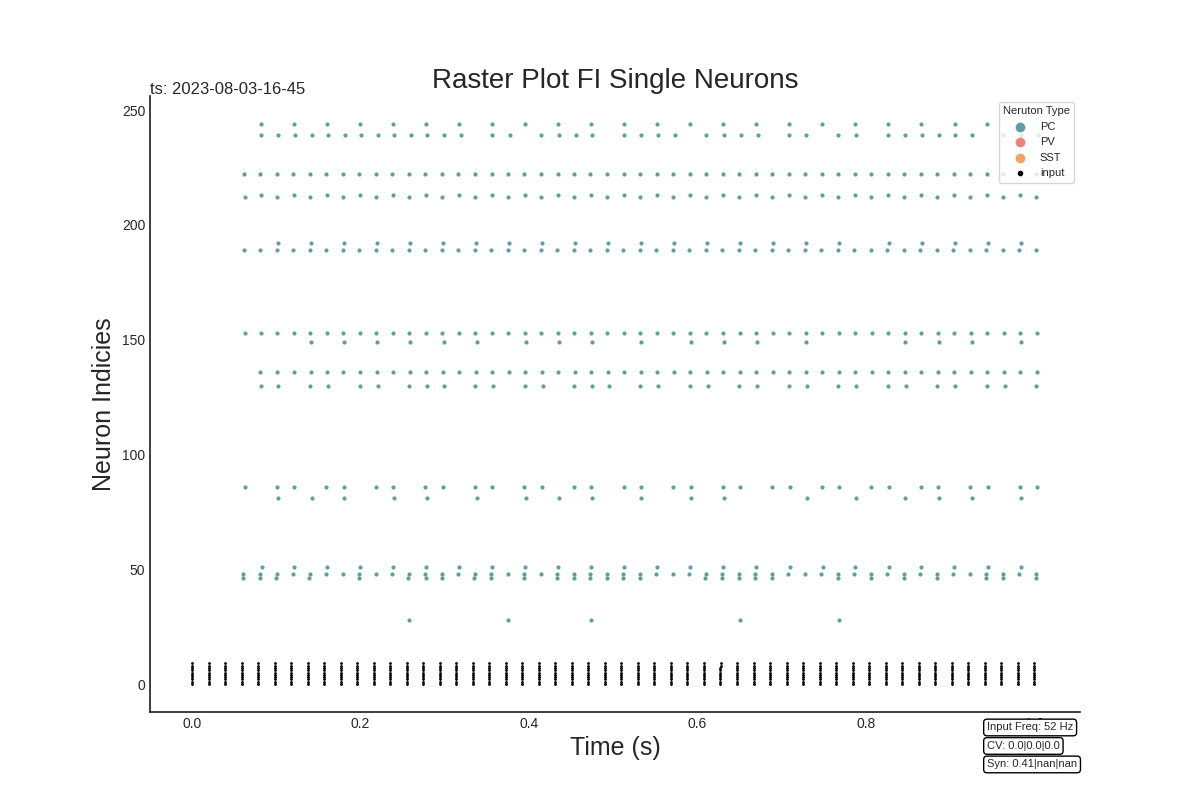 Raster Plot FI Single Neurons
ts: 2023-08-03-16-45
Neruton Type
PC
PV
SST
input
250
200
150
100
50
0
Neuron Indicies
0.0 0.2 0.4 0.6 0.8
Time (s)
Input Freq: 52 Hz
CV: 0.0|0.0|0.0
Syn: 0.41|nan|nan